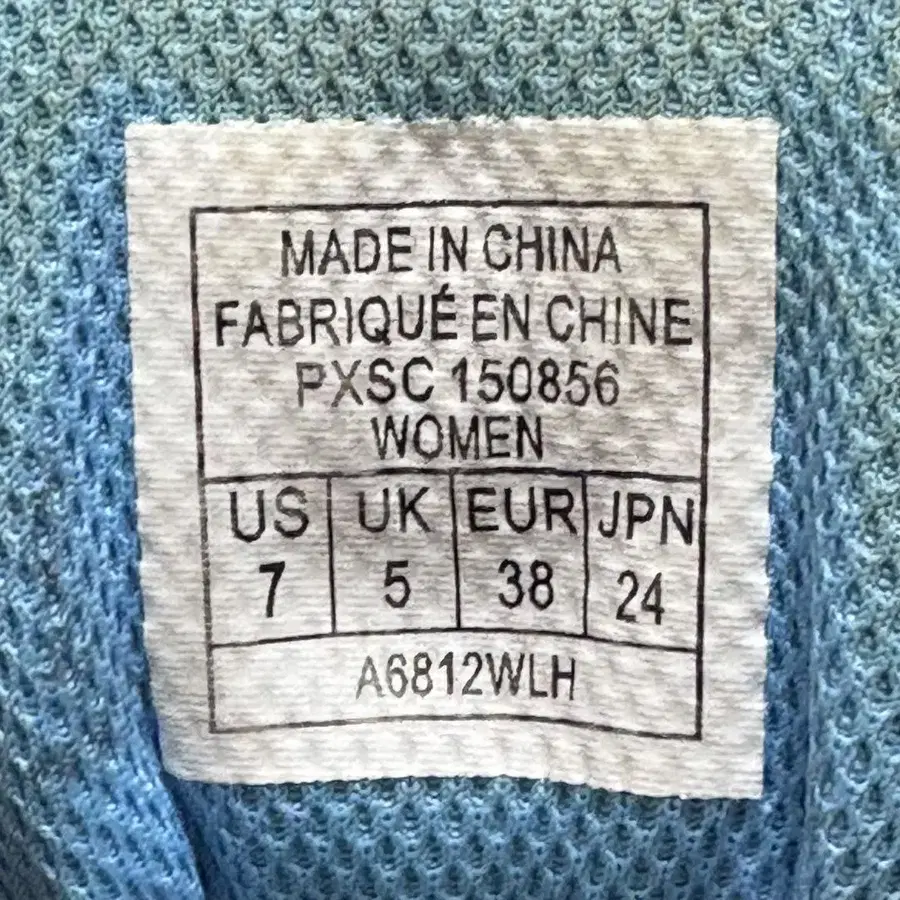 MADE IN CHINA
FABRIQUÉ EN CHINE
PXSC 150856
WOMEN
US UK EUR JPN
7 5 38 24
A6812WLH